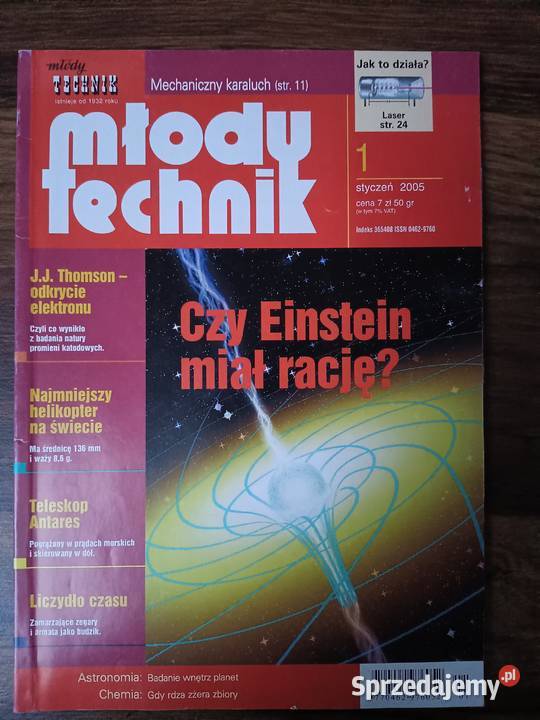 młody
TECHNIK
istnieje od 1932 roku
Mechaniczny karaluch (str. 11)
Jak to działa?
Laser
str. 24
młody
technik
1
styczeń 2005
cena 7 zł 50 gr
(w tym 7% VAT)
Indeks 365408 ISSN 0462-9760
J.J. Thomson –
odkrycie
elektronu
Czyli co wynikło
z badania natury
promieni katodowych.
Czy Einstein
miał rację?
Najmniejszy
helikopter
na świecie
Ma średnicę 136 mm
i waży 8,6 g.
Teleskop
Antares
Pogrążany w prądach morskich
i skierowany w dół.
Liczydło czasu
Zamarzające zegary
i armata jako budzik.
Astronomia: Badanie wnętrz planet
Chemia: Gdy rdza zżera zbiory
Sprzedajemy.pl